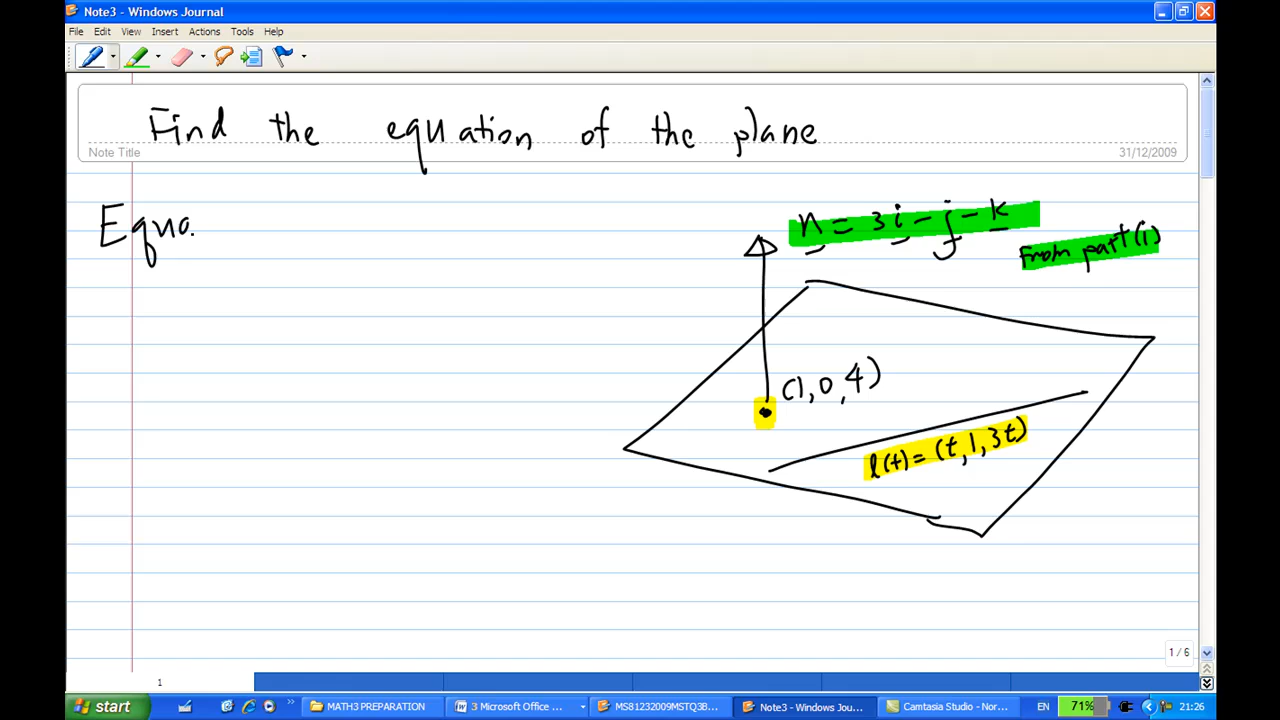 Note3 - Windows Journal
File Edit View Insert Actions Tools Help
Find the equation of the plane
Note Title
31/12/2009
Equa
n = 3i - j - k
From part (i)
(1, 0, 4)
l(t) = (t, 1, 3t)
1 / 6
1
start
MATH3 PREPARATION
3 Microsoft Office ...
MS81232009MSTQ3B...
Note3 - Windows Jou...
Camtasia Studio - Nor...
EN
71%
21:26